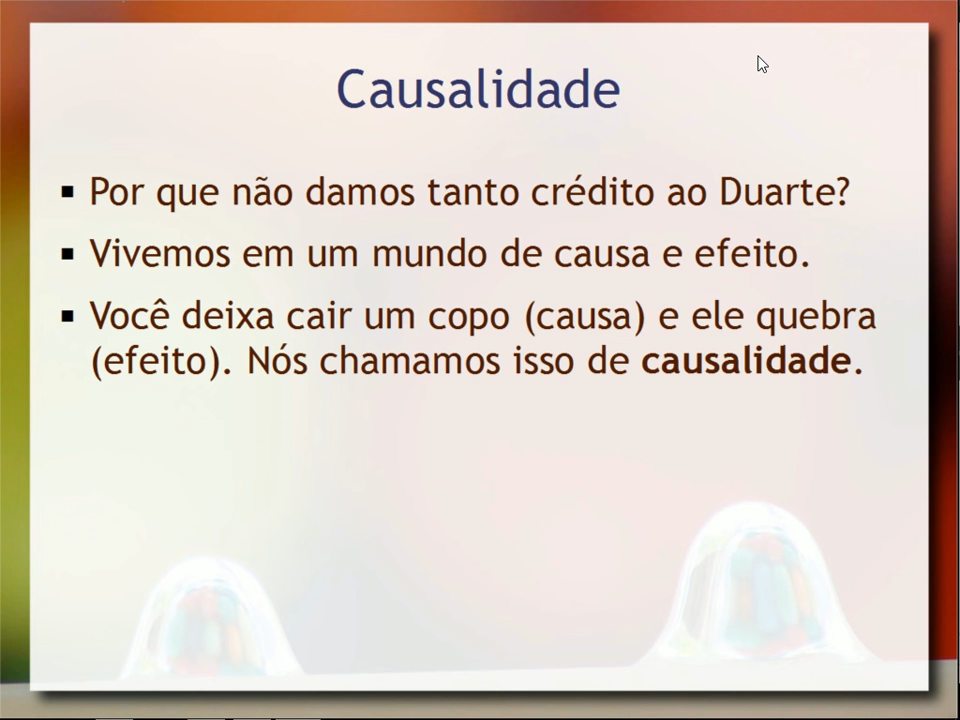 Causalidade
▪ Por que não damos tanto crédito ao Duarte?
▪ Vivemos em um mundo de causa e efeito.
▪ Você deixa cair um copo (causa) e ele quebra
(efeito). Nós chamamos isso de causalidade.